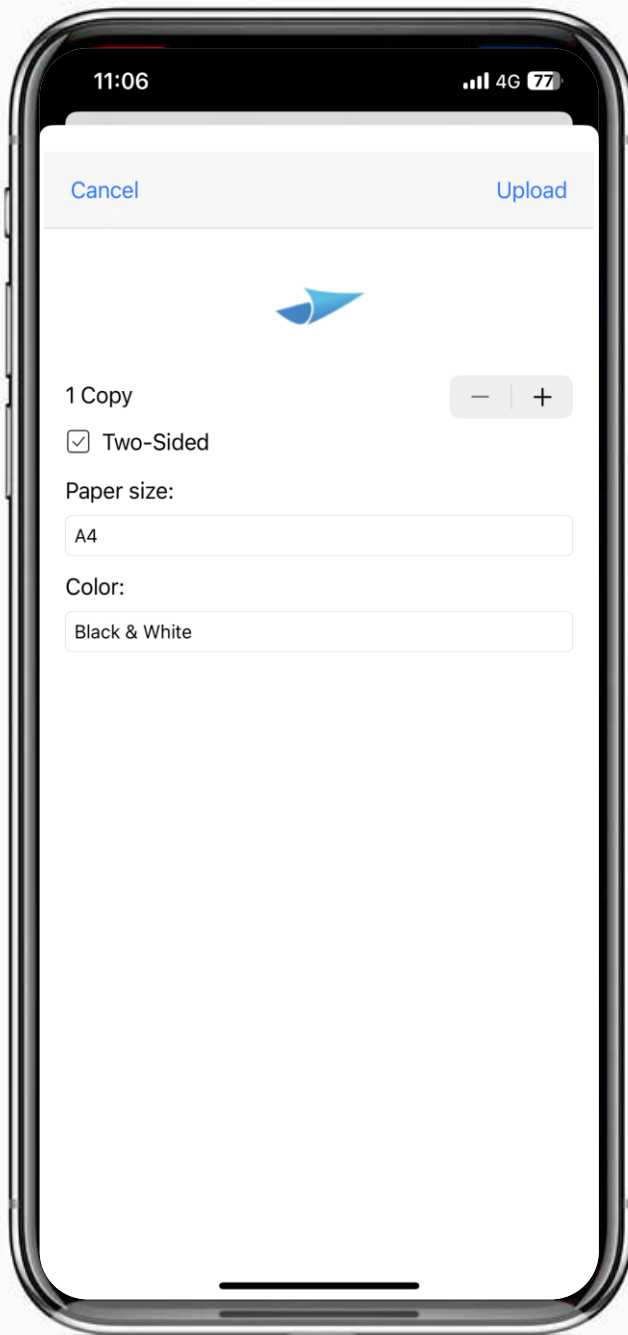 11:06 4G 77
Cancel Upload
1 Copy − +
Two-Sided
Paper size:
A4
Color:
Black & White